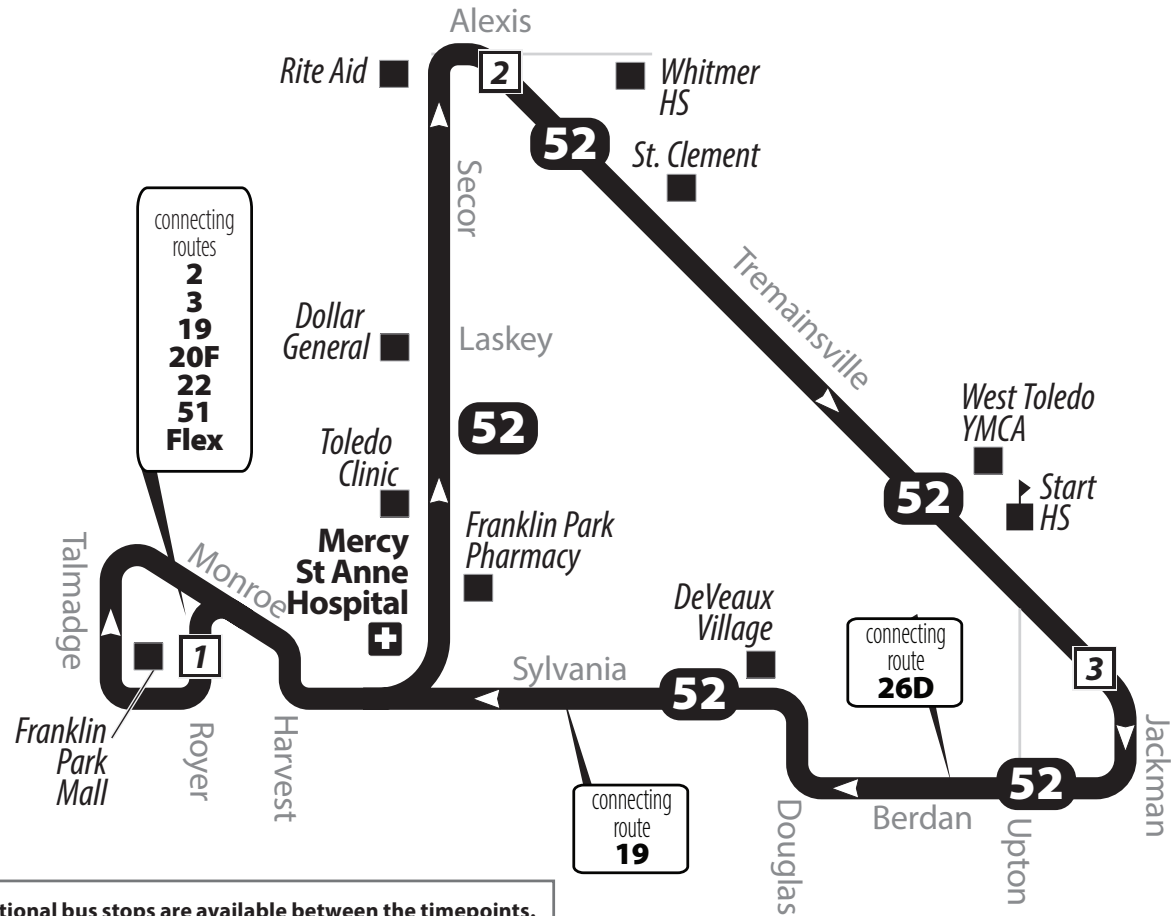 Alexis
Rite Aid
2
Whitmer
HS
52
St. Clement
Secor
connecting
routes
2
3
19
20F
22
51
Flex
Tremainsville
Dollar
General
Laskey
52
West Toledo
YMCA
Toledo
Clinic
52
Start
HS
Franklin Park
Pharmacy
Mercy
St Anne
Hospital
Talmadge
Monroe
DeVeaux
Village
connecting
route
26D
1
Sylvania
52
3
Franklin
Park
Mall
Royer
Harvest
Jackman
52
connecting
route
19
Douglas
Berdan
Upton
tional bus stops are available between the timepoints.